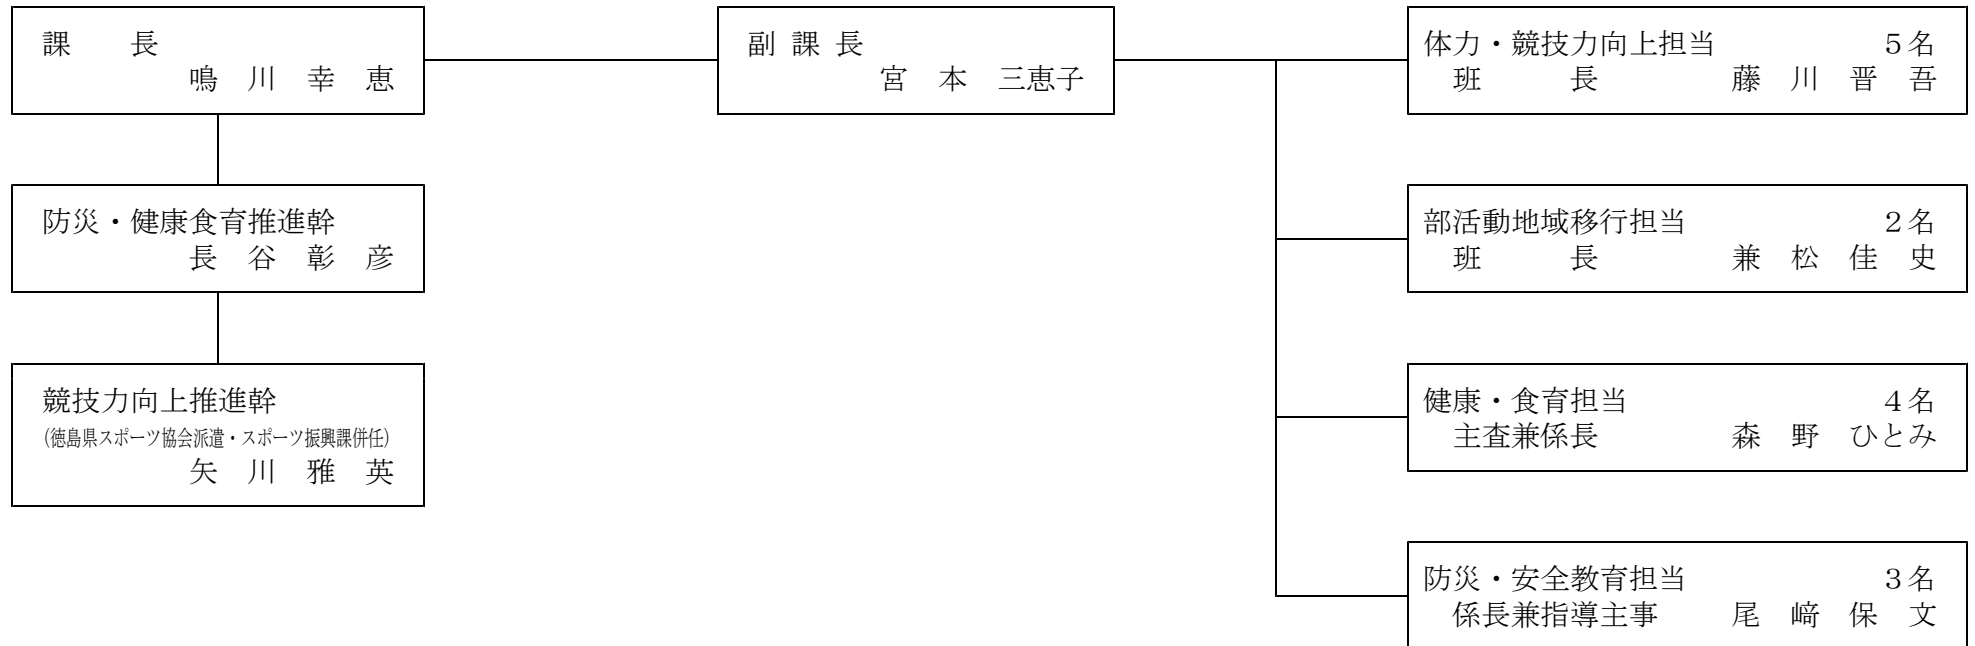 課　　長
鳴　川　幸　恵
防災・健康食育推進幹
長　谷　彰　彦
競技力向上推進幹
(徳島県スポーツ協会派遣・スポーツ振興課併任)
矢　川　雅　英
副 課 長
宮　本　三恵子
体力・競技力向上担当　　　　　５名
班　　　長　　　　藤　川　晋　吾
部活動地域移行担当　　　　　　２名
班　　　長　　　　兼　松　佳　史
健康・食育担当　　　　　　　　４名
主査兼係長　　　　森　野　ひとみ
防災・安全教育担当　　　　　　３名
係長兼指導主事　　尾　﨑　保　文